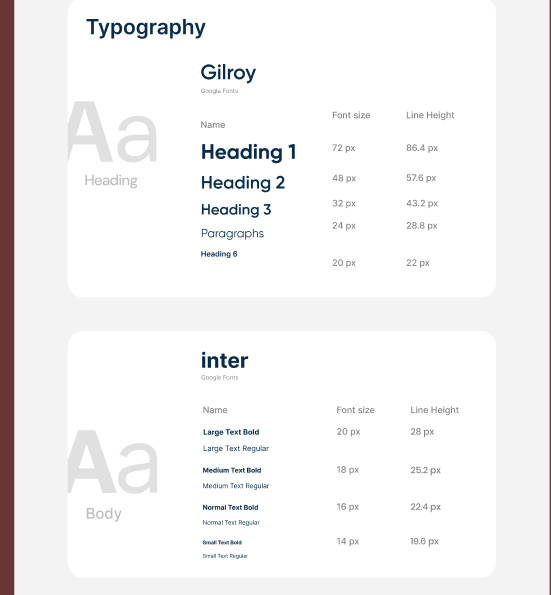 Typography
Gilroy
Google Fonts
Aa
Heading
Name Font size Line Height
Heading 1 72 px 86.4 px
Heading 2 48 px 57.6 px
Heading 3 32 px 43.2 px
Paragraphs 24 px 28.8 px
Heading 6 20 px 22 px
inter
Google Fonts
Aa
Body
Name Font size Line Height
Large Text Bold 20 px 28 px
Large Text Regular
Medium Text Bold 18 px 25.2 px
Medium Text Regular
Normal Text Bold 16 px 22.4 px
Normal Text Regular
Small Text Bold 14 px 19.6 px
Small Text Regular